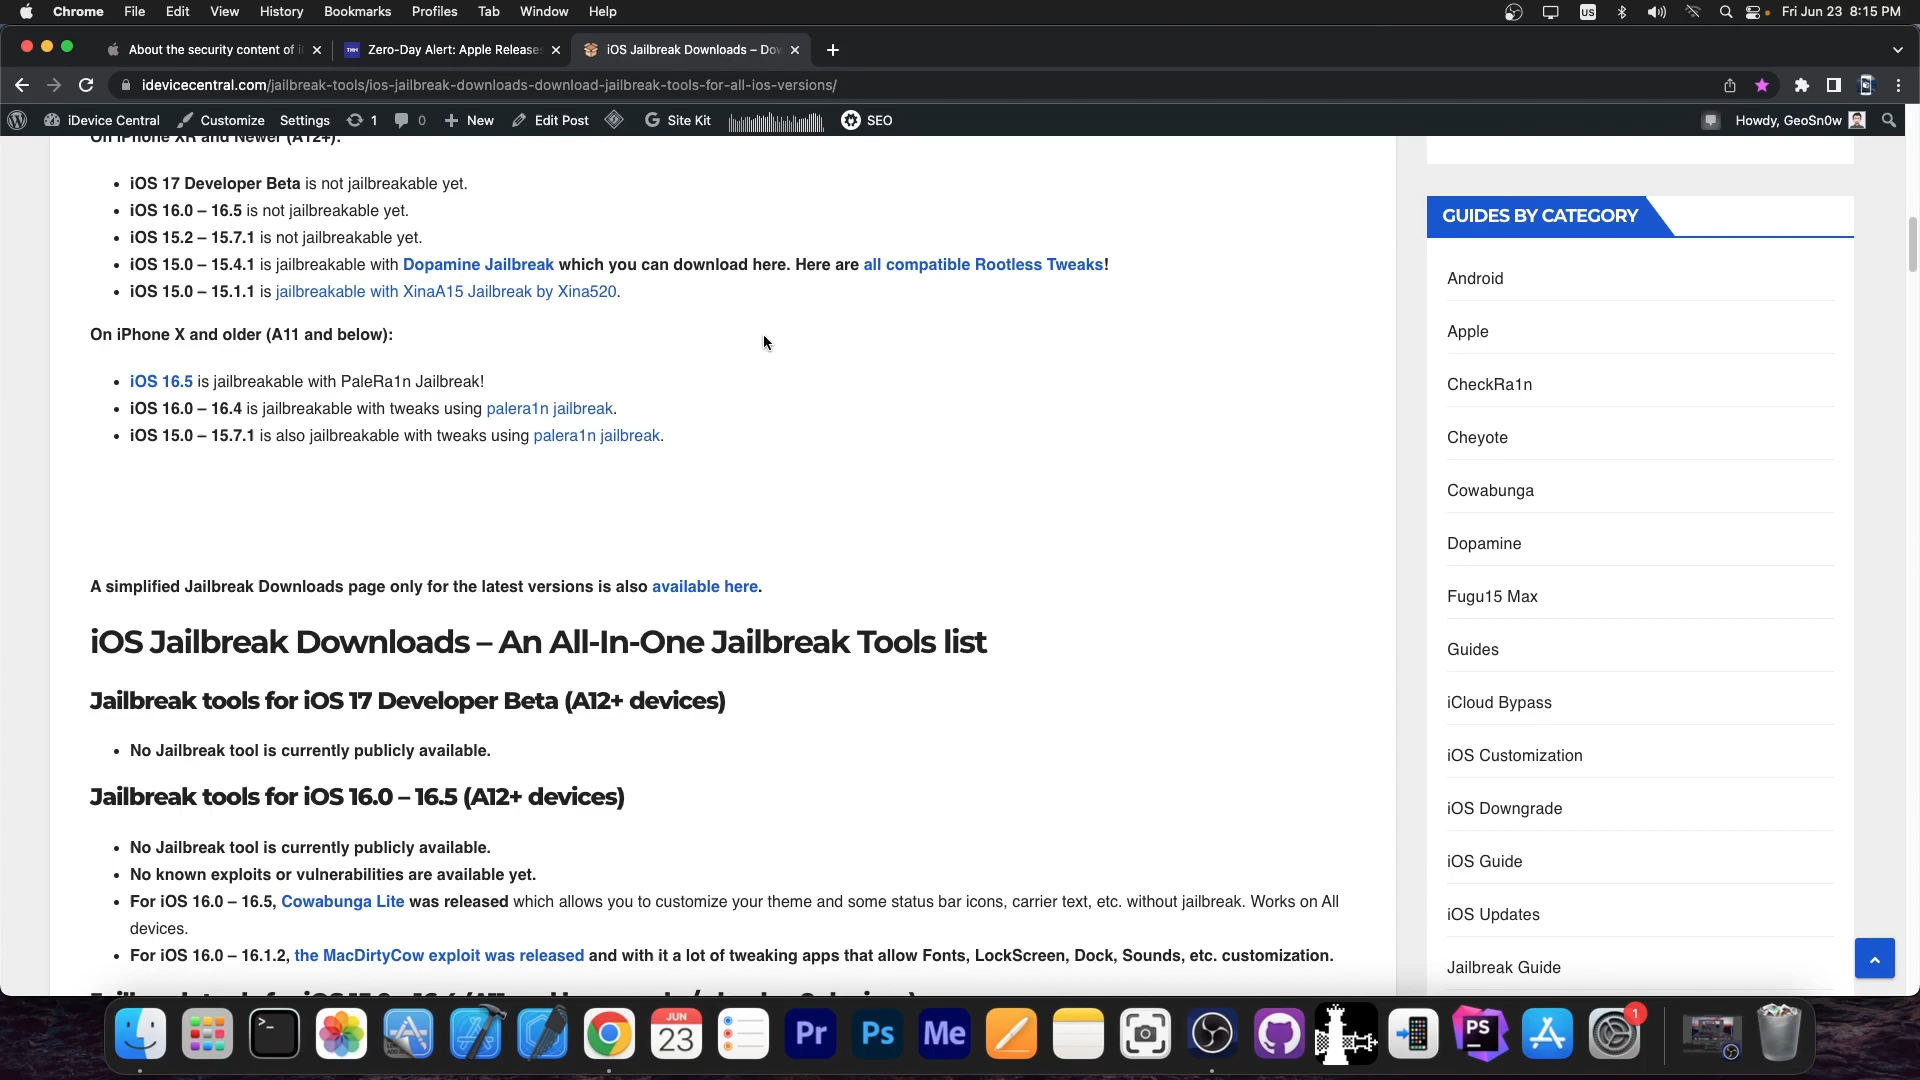 Chrome File Edit View History Bookmarks Profiles Tab Window Help US Fri Jun 23 8:15 PM
About the security content of i
Zero-Day Alert: Apple Release
iOS Jailbreak Downloads – Dow
idevicecentral.com/jailbreak-tools/ios-jailbreak-downloads-download-jailbreak-tools-for-all-ios-versions/
iDevice Central Customize Settings 1 0 New Edit Post Site Kit SEO Howdy, GeoSn0w
On iPhone XR and Newer (A12+):
iOS 17 Developer Beta is not jailbreakable yet.
iOS 16.0 – 16.5 is not jailbreakable yet.
iOS 15.2 – 15.7.1 is not jailbreakable yet.
iOS 15.0 – 15.4.1 is jailbreakable with Dopamine Jailbreak which you can download here. Here are all compatible Rootless Tweaks!
iOS 15.0 – 15.1.1 is jailbreakable with XinaA15 Jailbreak by Xina520.
On iPhone X and older (A11 and below):
iOS 16.5 is jailbreakable with PaleRa1n Jailbreak!
iOS 16.0 – 16.4 is jailbreakable with tweaks using palera1n jailbreak.
iOS 15.0 – 15.7.1 is also jailbreakable with tweaks using palera1n jailbreak.
A simplified Jailbreak Downloads page only for the latest versions is also available here.
iOS Jailbreak Downloads – An All-In-One Jailbreak Tools list
Jailbreak tools for iOS 17 Developer Beta (A12+ devices)
No Jailbreak tool is currently publicly available.
Jailbreak tools for iOS 16.0 – 16.5 (A12+ devices)
No Jailbreak tool is currently publicly available.
No known exploits or vulnerabilities are available yet.
For iOS 16.0 – 16.5, Cowabunga Lite was released which allows you to customize your theme and some status bar icons, carrier text, etc. without jailbreak. Works on All
devices.
For iOS 16.0 – 16.1.2, the MacDirtyCow exploit was released and with it a lot of tweaking apps that allow Fonts, LockScreen, Dock, Sounds, etc. customization.
GUIDES BY CATEGORY
Android
Apple
CheckRa1n
Cheyote
Cowabunga
Dopamine
Fugu15 Max
Guides
iCloud Bypass
iOS Customization
iOS Downgrade
iOS Guide
iOS Updates
Jailbreak Guide
JUN
23
Pr
Ps
Me
PS
1